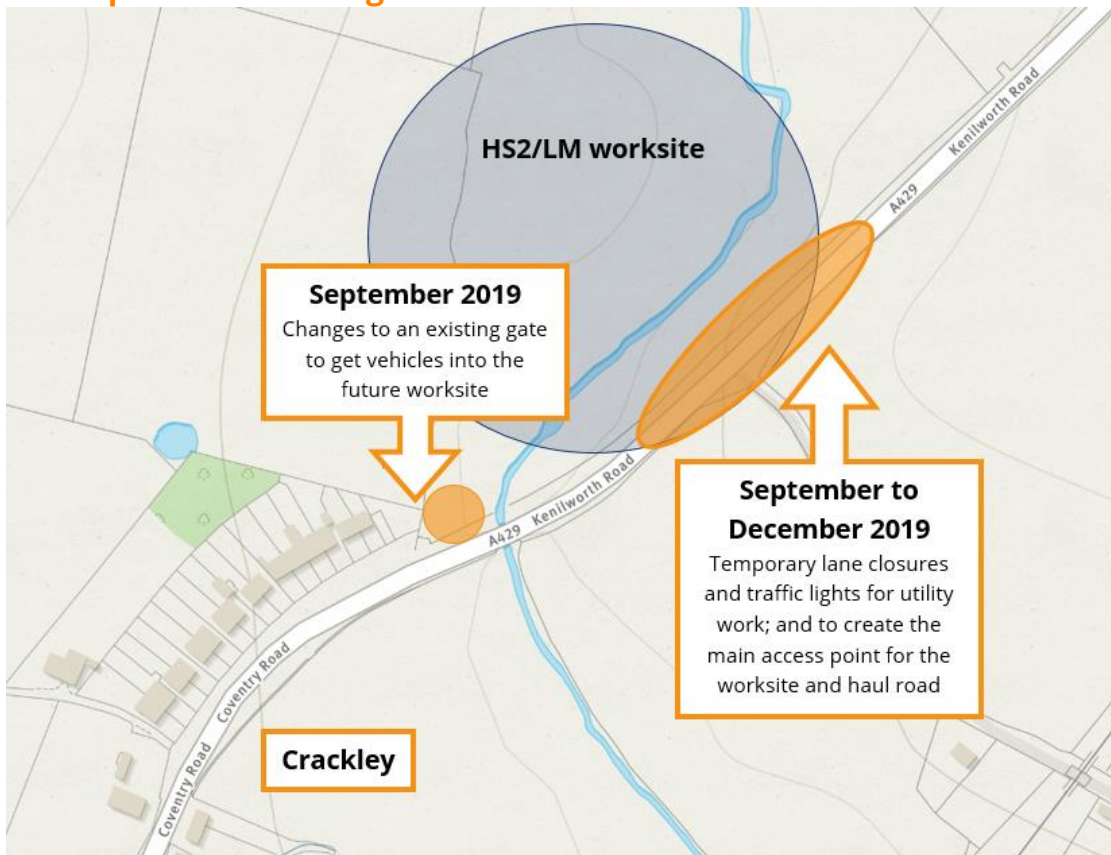 HS2/LM worksite
Kenilworth Road
A429
September 2019
Changes to an existing gate
to get vehicles into the
future worksite
A429 Kenilworth Road
September to
December 2019
Temporary lane closures
and traffic lights for utility
work; and to create the
main access point for the
worksite and haul road
Coventry Road
Coventry Road
Crackley